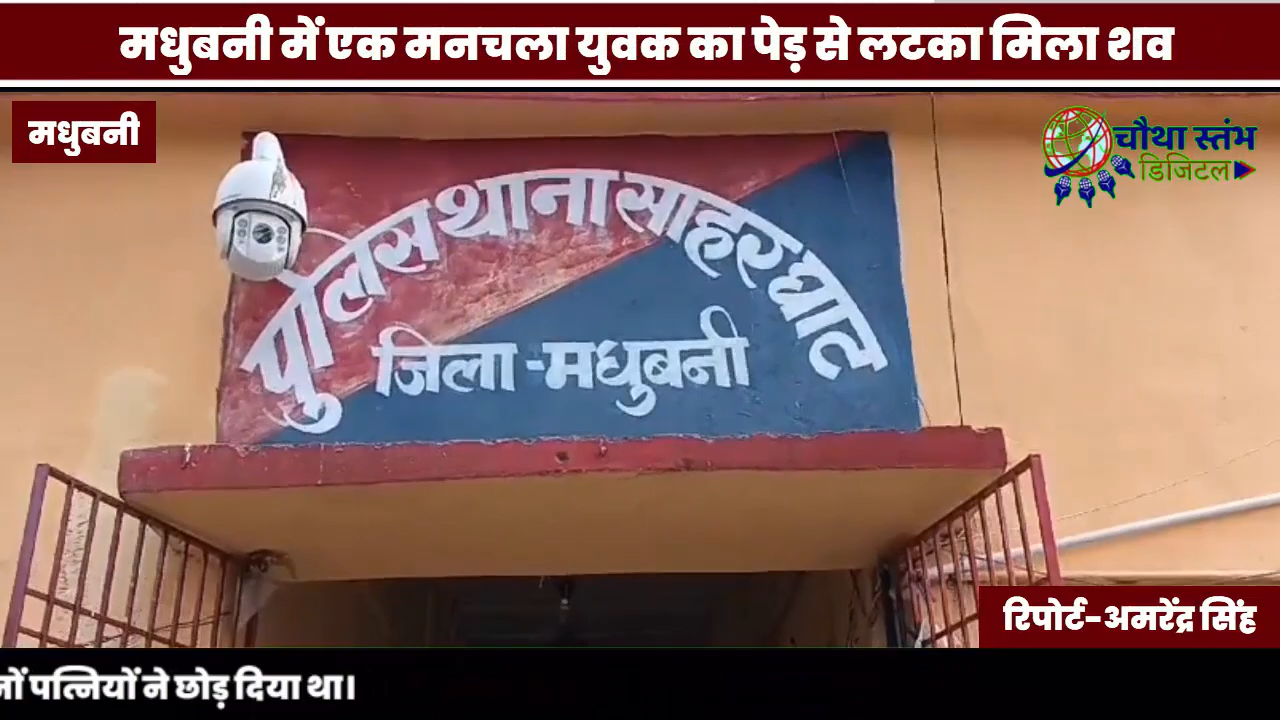 मधुबनी में एक मनचला युवक का पेड़ से लटका मिला शव
मधुबनी
चौथा स्तंभ
डिजिटल
पुलिस थाना साहरघाट
जिला-मधुबनी
रिपोर्ट-अमरेंद्र सिंह
पत्नियों ने छोड़ दिया था।